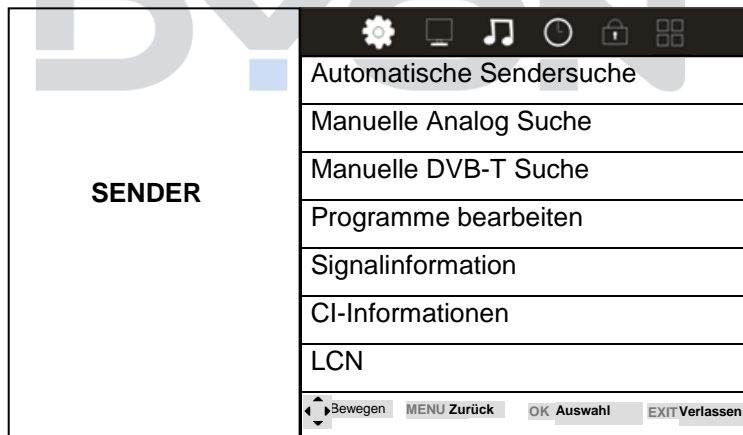 DYON
SENDER
Automatische Sendersuche
Manuelle Analog Suche
Manuelle DVB-T Suche
Programme bearbeiten
Signalinformation
CI-Informationen
LCN
Bewegen MENU Zurück OK Auswahl EXIT Verlassen